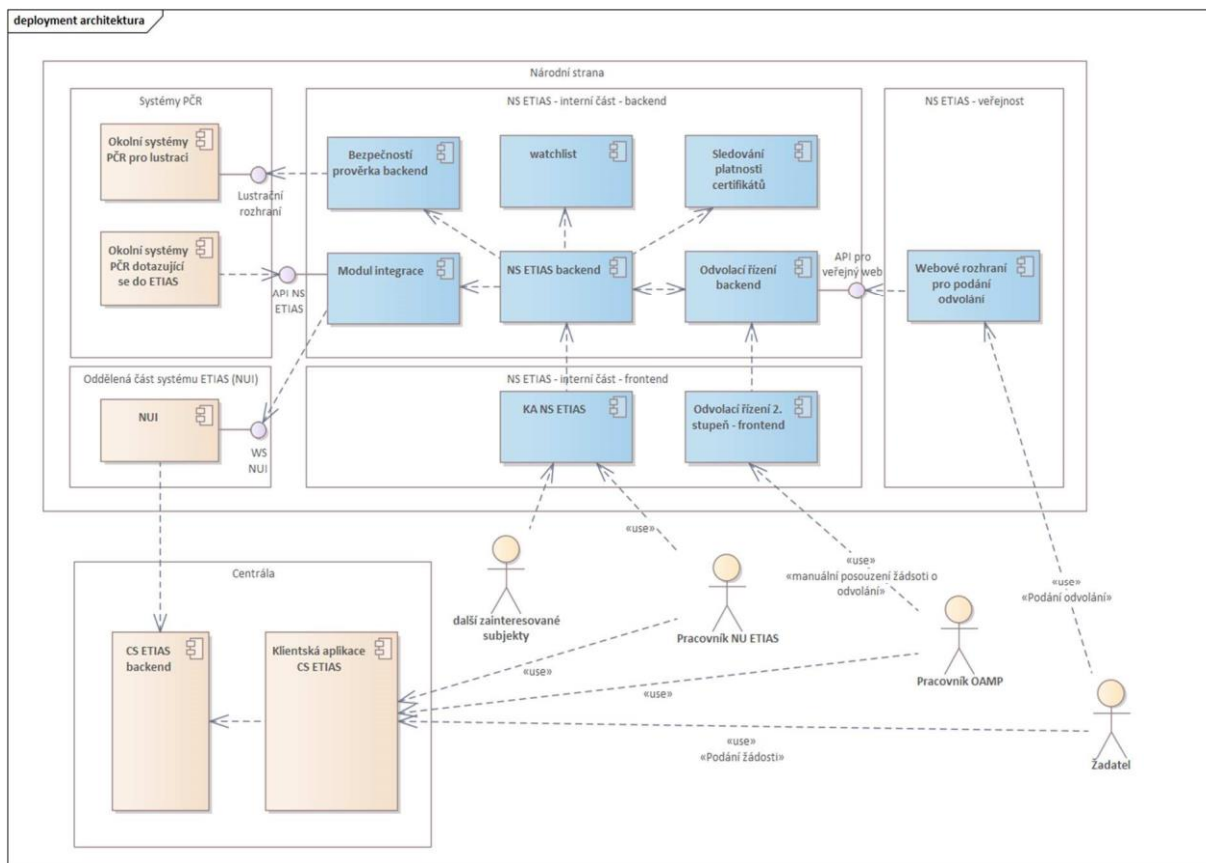 deployment architektura
Národní strana
Systémy PČR
NS ETIAS - interní část - backend
NS ETIAS - veřejnost
Okolní systémy
PČR pro lustraci
Lustrační
rozhraní
Bezpečností
prověrka backend
watchlist
Sledování
platnosti
certifikátů
Okolní systémy
PČR dotazující
se do ETIAS
API NS
ETIAS
Modul integrace
NS ETIAS backend
Odvolací řízení
backend
API pro
veřejný web
Webové rozhraní
pro podání
odvolání
Oddělená část systému ETIAS (NUI)
NUI
WS
NUI
NS ETIAS - interní část - frontend
KA NS ETIAS
Odvolací řízení 2.
stupeň - frontend
«use»
«use»
«manuální posouzení žádsoti o
odvolání»
«use»
«Podání odvolání»
další zainteresované
subjekty
Pracovník NU ETIAS
Pracovník OAMP
Žadatel
Centrála
CS ETIAS
backend
Klientská aplikace
CS ETIAS
«use»
«use»
«use»
«Podání žádosti»